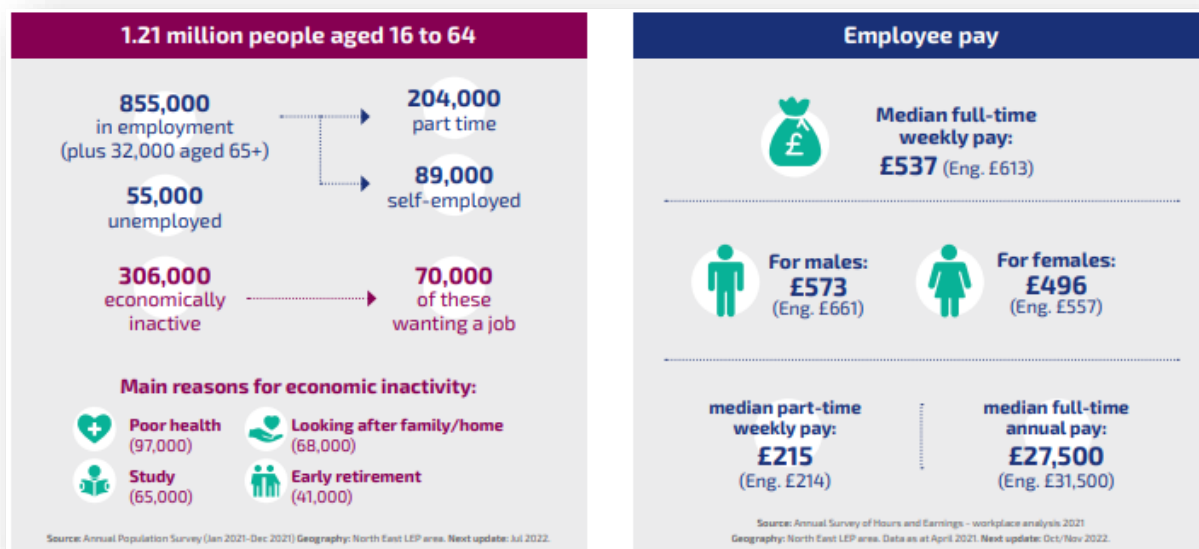 1.21 million people aged 16 to 64
855,000
in employment
(plus 32,000 aged 65+)
204,000
part time
89,000
self-employed
55,000
unemployed
306,000
economically
inactive
70,000
of these
wanting a job
Main reasons for economic inactivity:
Poor health
(97,000)
Looking after family/home
(68,000)
Study
(65,000)
Early retirement
(41,000)
Source: Annual Population Survey (Jan 2021-Dec 2021) Geography: North East LEP area. Next update: Jul 2022.
Employee pay
£
Median full-time
weekly pay:
£537 (Eng. £613)
For males:
£573
(Eng. £661)
For females:
£496
(Eng. £557)
median part-time
weekly pay:
£215
(Eng. £214)
median full-time
annual pay:
£27,500
(Eng. £31,500)
Source: Annual Survey of Hours and Earnings - workplace analysis 2021
Geography: North East LEP area. Data as at April 2021. Next update: Oct/Nov 2022.